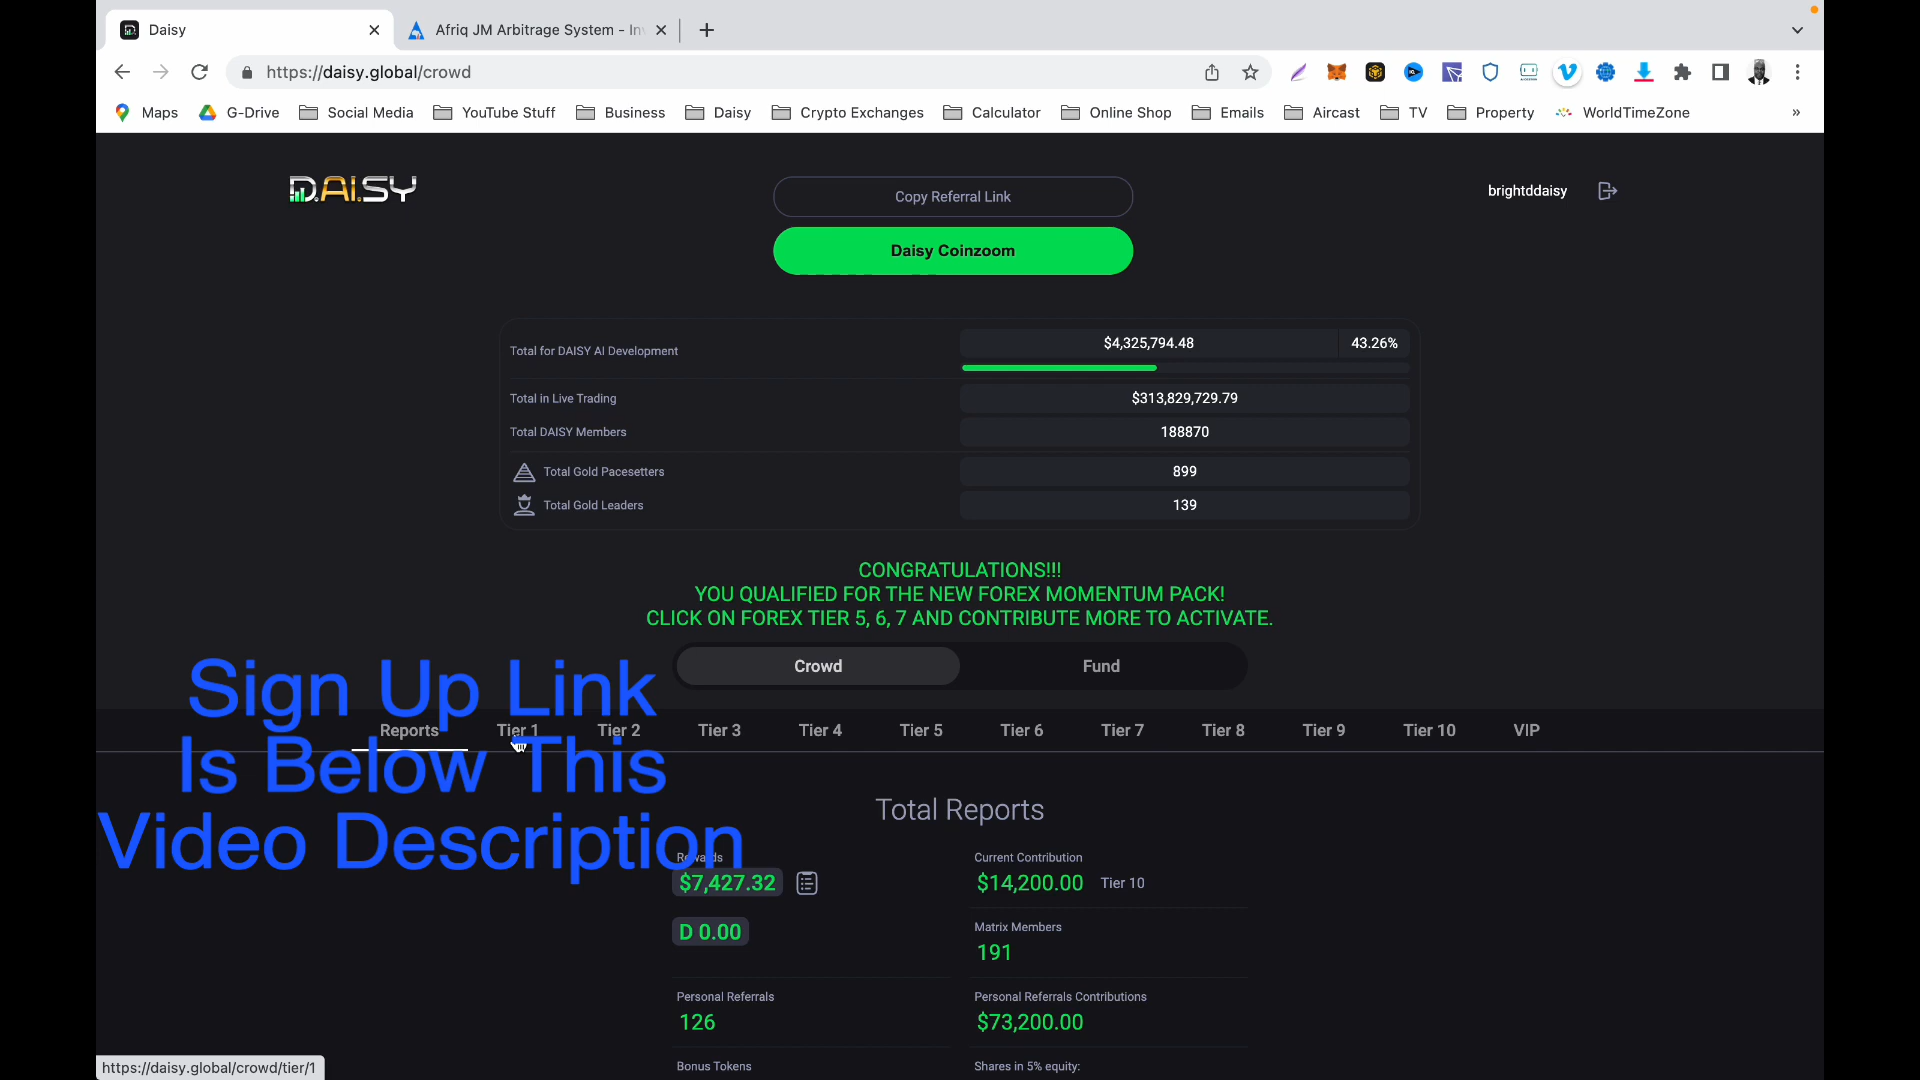 Daisy
Afriq JM Arbitrage System - Inv
https://daisy.global/crowd
Maps
G-Drive
Social Media
YouTube Stuff
Business
Daisy
Crypto Exchanges
Calculator
Online Shop
Emails
Aircast
TV
Property
WorldTimeZone
»
D.AI.SY
Copy Referral Link
brightddaisy
Daisy Coinzoom
Total for DAISY AI Development
$4,325,794.48
43.26%
Total in Live Trading
$313,829,729.79
Total DAISY Members
188870
Total Gold Pacesetters
899
Total Gold Leaders
139
CONGRATULATIONS!!!
YOU QUALIFIED FOR THE NEW FOREX MOMENTUM PACK!
CLICK ON FOREX TIER 5, 6, 7 AND CONTRIBUTE MORE TO ACTIVATE.
Crowd
Fund
Sign Up Link
Is Below This
Video Description
Reports
Tier 1
Tier 2
Tier 3
Tier 4
Tier 5
Tier 6
Tier 7
Tier 8
Tier 9
Tier 10
VIP
Total Reports
Rewards
$7,427.32
D 0.00
Current Contribution
$14,200.00
Tier 10
Matrix Members
191
Personal Referrals
126
Personal Referrals Contributions
$73,200.00
Bonus Tokens
Shares in 5% equity:
https://daisy.global/crowd/tier/1